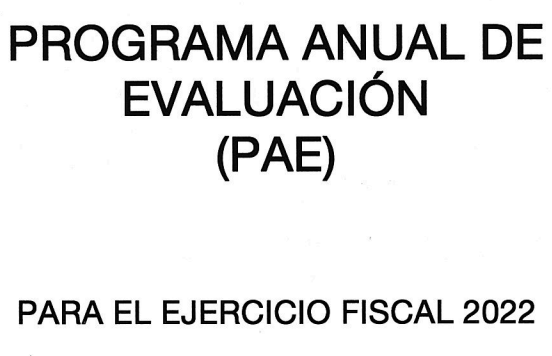 PROGRAMA ANUAL DE
EVALUACIÓN
(PAE)
PARA EL EJERCICIO FISCAL 2022